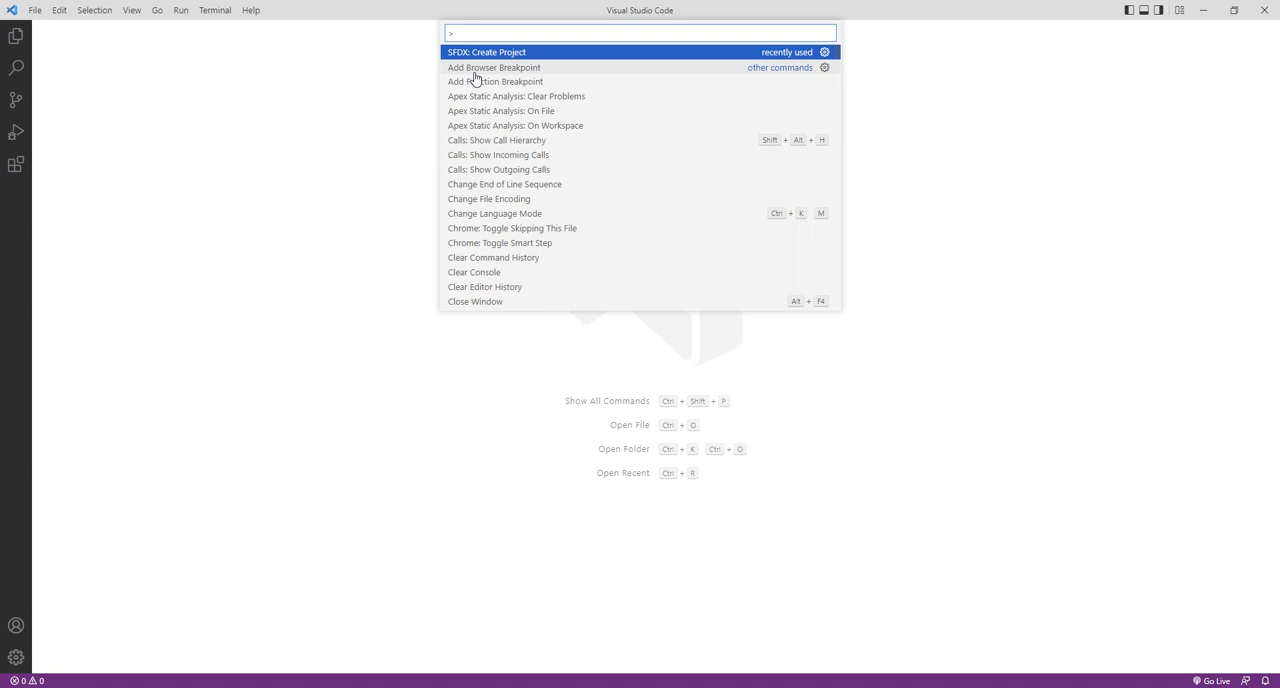 File Edit Selection View Go Run Terminal Help Visual Studio Code
>
SFDX: Create Project recently used
Add Browser Breakpoint other commands
Add Function Breakpoint
Apex Static Analysis: Clear Problems
Apex Static Analysis: On File
Apex Static Analysis: On Workspace
Calls: Show Call Hierarchy Shift + Alt + H
Calls: Show Incoming Calls
Calls: Show Outgoing Calls
Change End of Line Sequence
Change File Encoding
Change Language Mode Ctrl + K M
Chrome: Toggle Skipping This File
Chrome: Toggle Smart Step
Clear Command History
Clear Console
Clear Editor History
Close Window Alt + F4
Show All Commands Ctrl + Shift + P
Open File Ctrl + O
Open Folder Ctrl + K Ctrl + O
Open Recent Ctrl + R
0 0 Go Live